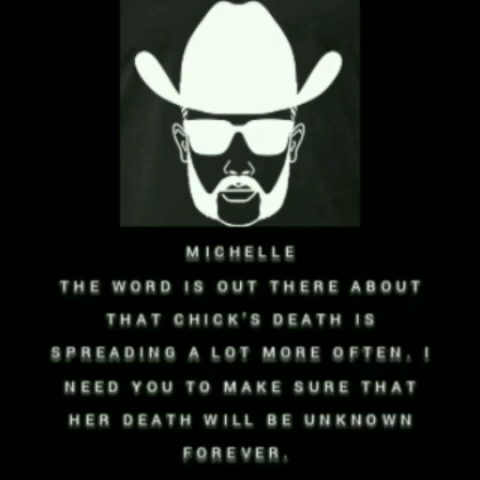 MICHELLE
THE WORD IS OUT THERE ABOUT
THAT CHICK'S DEATH IS
SPREADING A LOT MORE OFTEN. I
NEED YOU TO MAKE SURE THAT
HER DEATH WILL BE UNKNOWN
FOREVER.